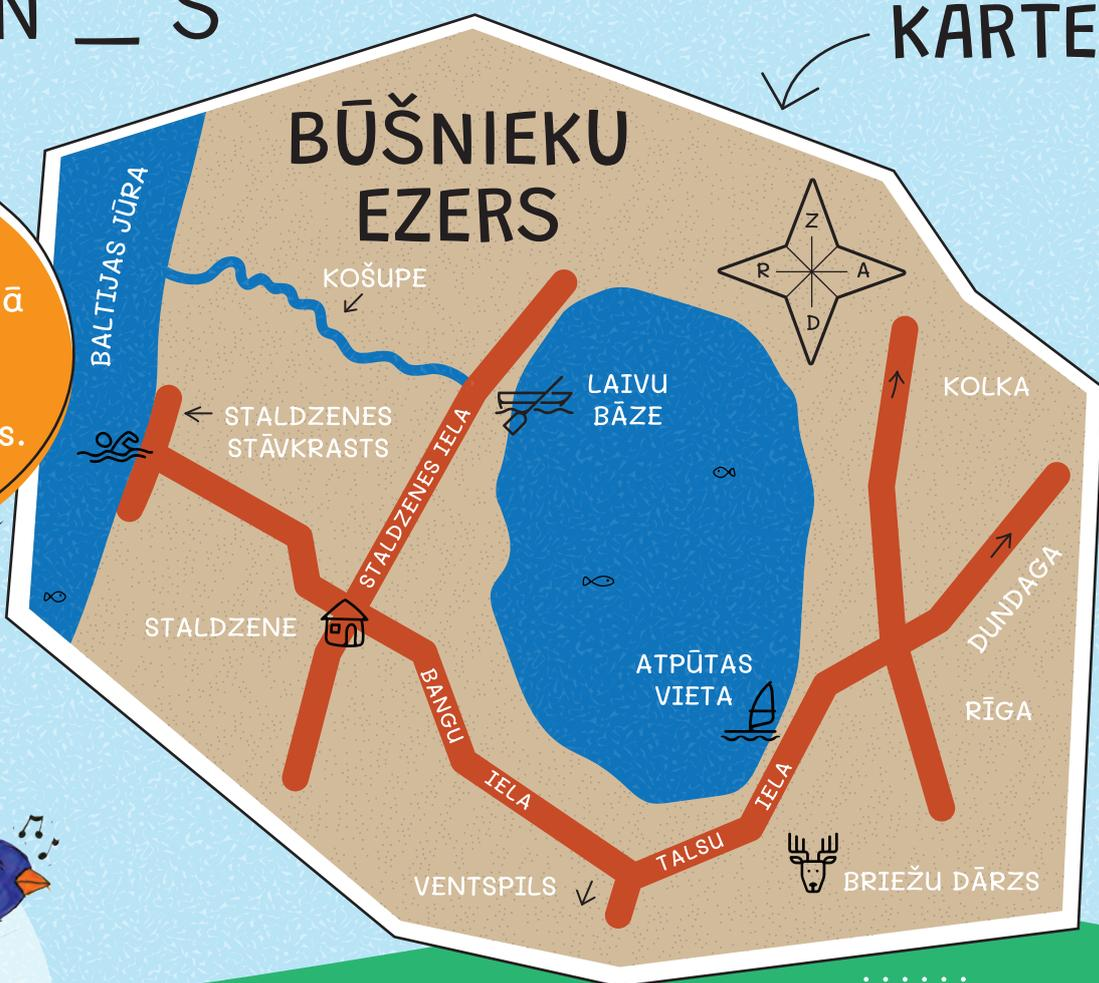 N _ S
KARTE
BŪŠNIEKU
EZERS
Z
R A
D
BALTIJAS JŪRA
KOŠUPE
ā
s.
LAIVU
BĀZE
KOLKA
STALDZENES
STĀVKRASTS
STALDZENES IELA
STALDZENE
DUNDAGA
ATPŪTAS
VIETA
RĪGA
BANGU
IELA
IELA
TALSU
VENTSPILS
BRIEŽU DĀRZS